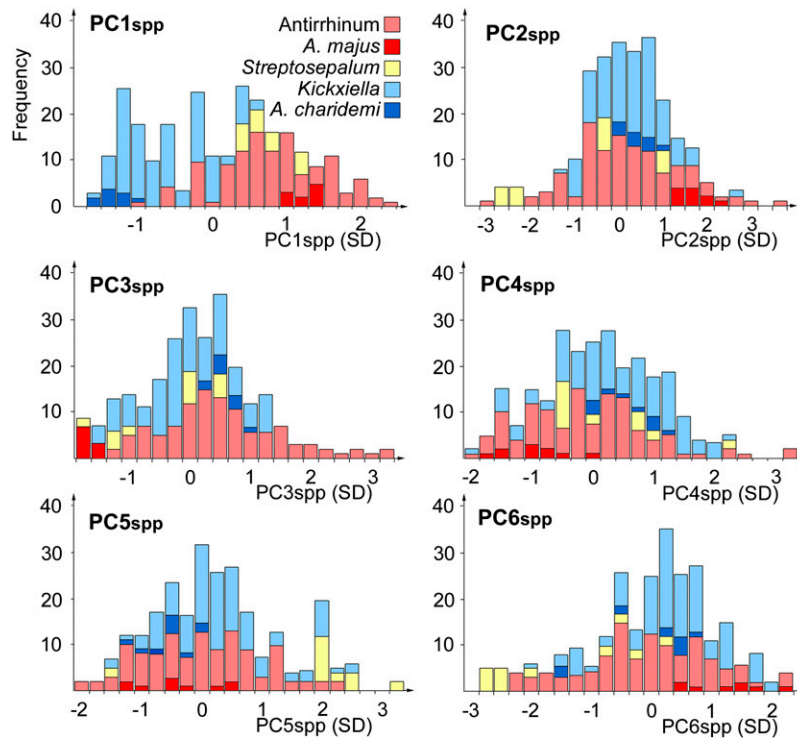 PC1spp
Antirrhinum
A. majus
Streptosepalum
Kickxiella
A. charidemi
Frequency
40
30
20
10
0
-1 0 1 2
PC1spp (SD)
PC2spp
40
30
20
10
-3 -2 -1 0 1 2 3
PC2spp (SD)
PC3spp
40
30
20
10
-1 0 1 2 3
PC3spp (SD)
PC4spp
40
30
20
10
-2 -1 0 1 2 3
PC4spp (SD)
PC5spp
40
30
20
10
-2 -1 0 1 2 3
PC5spp (SD)
PC6spp
40
30
20
10
-3 -2 -1 0 1 2
PC6spp (SD)